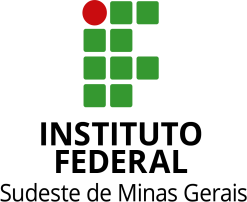 INSTITUTO
FEDERAL
Sudeste de Minas Gerais